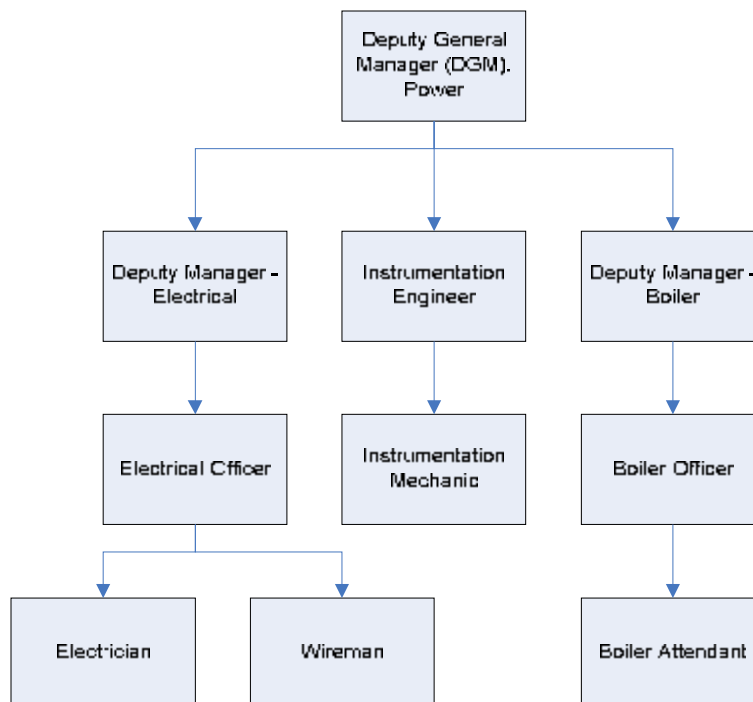 Deputy General
Manager (DGM).
Power
Deputy Manager -
Electrical
Instrumentation
Engineer
Deputy Manager -
Boiler
Electrical Officer
Instrumentation
Mechanic
Boiler Officer
Electrician
Wireman
Boiler Attendant